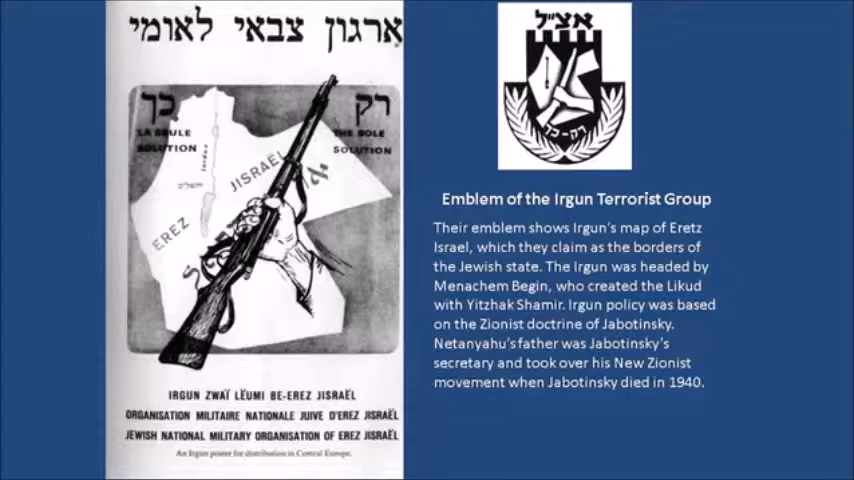 ארגון צבאי לאומי
כך
רק
LA SEULE
SOLUTION
THE SOLE
SOLUTION
Jordan
ירושלים
EREZ JISRAËL
IRGUN ZWAÏ LËUMI BE-EREZ JISRAËL
ORGANISATION MILITAIRE NATIONALE JUIVE D'EREZ JISRAËL
JEWISH NATIONAL MILITARY ORGANISATION OF EREZ JISRAËL
An Irgun poster for distribution in Central Europe.
אצ״ל
רק-כך
Emblem of the Irgun Terrorist Group
Their emblem shows Irgun's map of Eretz
Israel, which they claim as the borders of
the Jewish state. The Irgun was headed by
Menachem Begin, who created the Likud
with Yitzhak Shamir. Irgun policy was based
on the Zionist doctrine of Jabotinsky.
Netanyahu's father was Jabotinsky's
secretary and took over his New Zionist
movement when Jabotinsky died in 1940.